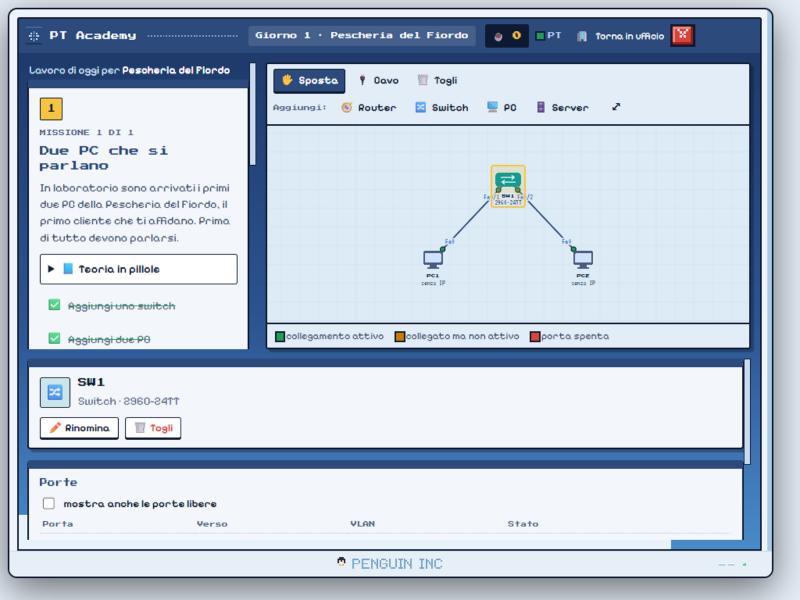 PT Academy
Giorno 1 · Pescheria del Fiordo
0
PT
Torna in ufficio
Lavoro di oggi per Pescheria del Fiordo
1
MISSIONE 1 DI 1
Due PC che si
parlano
In laboratorio sono arrivati i primi
due PC della Pescheria del Fiordo, il
primo cliente che ti affidano. Prima
di tutto devono parlarsi.
Teoria in pillole
Aggiungi uno switch
Aggiungi due PC
Sposta
Cavo
Togli
Aggiungi:
Router
Switch
PC
Server
SW1
2960-24TT
Fa0
Fa0
PC1
senza IP
PC2
senza IP
collegamento attivo
collegato ma non attivo
porta spenta
SW1
Switch · 2960-24TT
Rinomina
Togli
Porte
mostra anche le porte libere
Porta
Verso
VLAN
Stato
PENGUIN INC